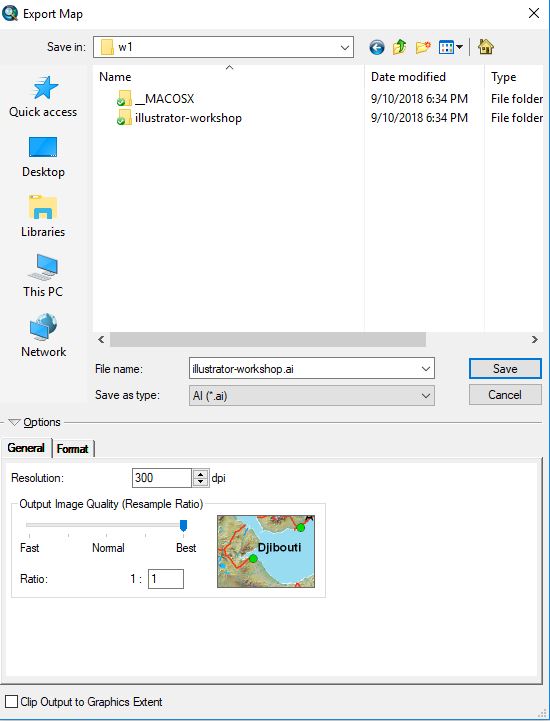 Export Map
Save in: w1
Name Date modified Type
__MACOSX 9/10/2018 6:34 PM File folder
illustrator-workshop 9/10/2018 6:34 PM File folder
Quick access
Desktop
Libraries
This PC
Network
File name: illustrator-workshop.ai Save
Save as type: AI (*.ai) Cancel
Options
General Format
Resolution: 300 dpi
Output Image Quality (Resample Ratio)
Fast Normal Best
Ratio: 1 : 1
Djibouti
Clip Output to Graphics Extent